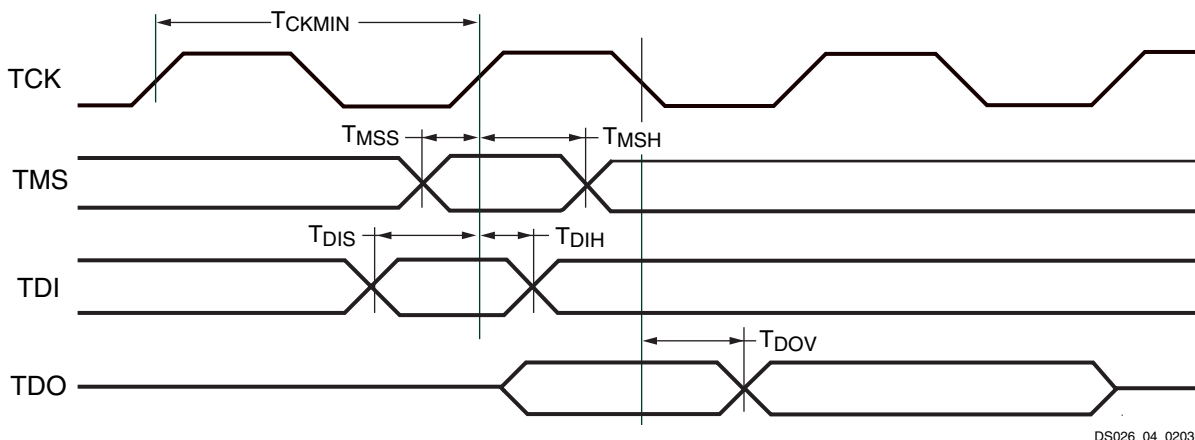 TCKMIN
TCK
TMSS TMSH
TMS
TDIS TDIH
TDI
TDOV
TDO
DS026_04_0203